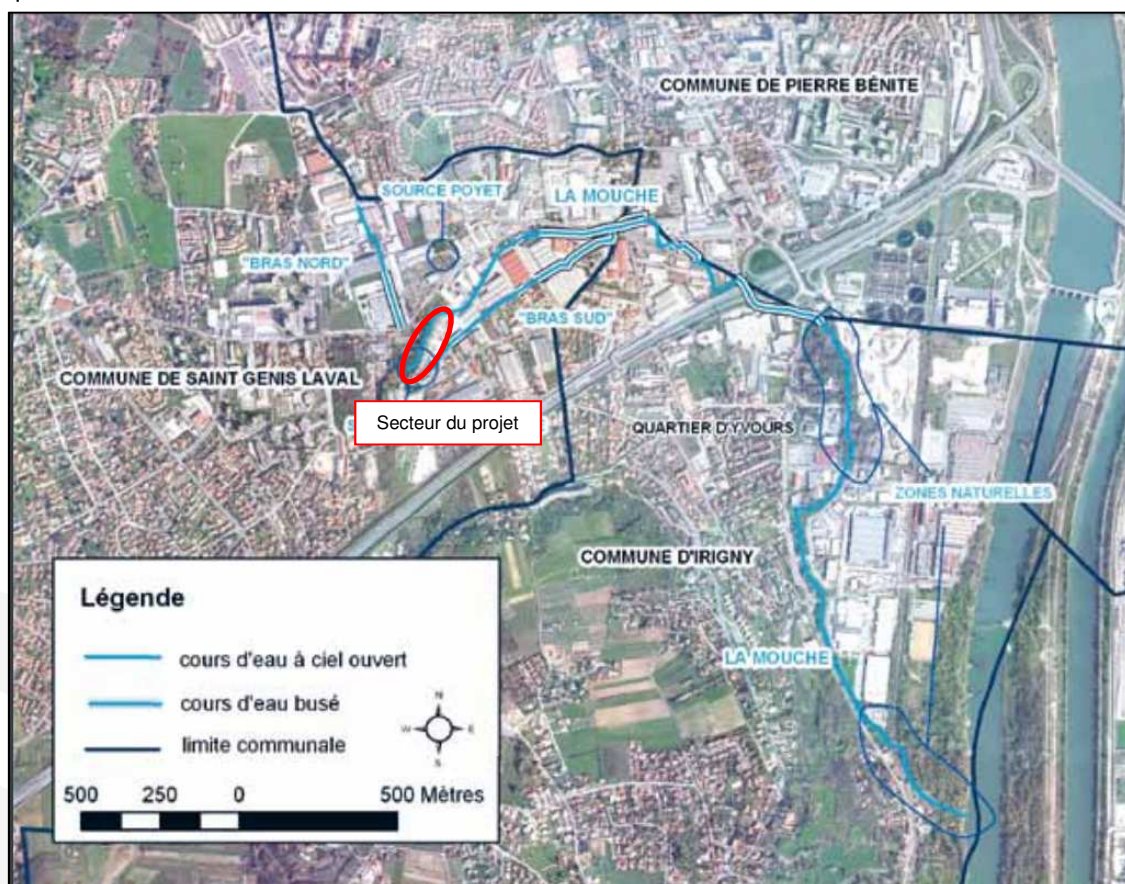 COMMUNE DE PIERRE BÉNITE
SOURCE POYET
LA MOUCHE
"BRAS NORD"
"BRAS SUD"
COMMUNE DE SAINT GENIS LAVAL
Secteur du projet
QUARTIER D'YVOURS
ZONES NATURELLES
COMMUNE D'IRIGNY
LA MOUCHE
Légende
cours d'eau à ciel ouvert
cours d'eau busé
limite communale
N
W
E
S
500 250 0 500 Mètres